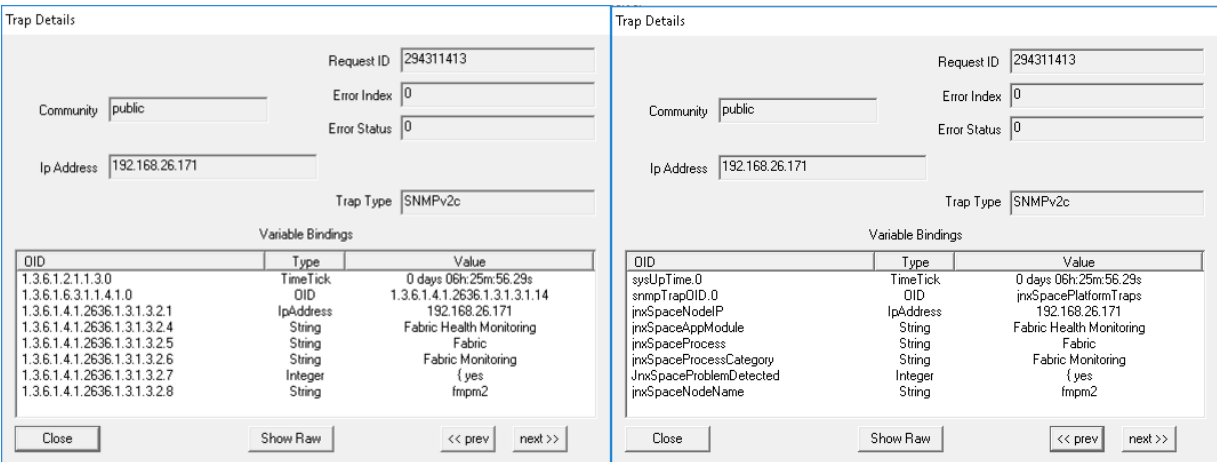 Trap Details
Request ID 294311413
Error Index 0
Community public
Error Status 0
Ip Address 192.168.26.171
Trap Type SNMPv2c
Variable Bindings
OID Type Value
1.3.6.1.2.1.1.3.0 TimeTick 0 days 06h:25m:56.29s
1.3.6.1.6.3.1.1.4.1.0 OID 1.3.6.1.4.1.2636.1.3.1.3.1.14
1.3.6.1.4.1.2636.1.3.1.3.2.1 IpAddress 192.168.26.171
1.3.6.1.4.1.2636.1.3.1.3.2.4 String Fabric Health Monitoring
1.3.6.1.4.1.2636.1.3.1.3.2.5 String Fabric
1.3.6.1.4.1.2636.1.3.1.3.2.6 String Fabric Monitoring
1.3.6.1.4.1.2636.1.3.1.3.2.7 Integer { yes
1.3.6.1.4.1.2636.1.3.1.3.2.8 String fmpm2
Close Show Raw << prev next >>
Trap Details
Request ID 294311413
Error Index 0
Community public
Error Status 0
Ip Address 192.168.26.171
Trap Type SNMPv2c
Variable Bindings
OID Type Value
sysUpTime.0 TimeTick 0 days 06h:25m:56.29s
snmpTrapOID.0 OID jnxSpacePlatformTraps
jnxSpaceNodeIP IpAddress 192.168.26.171
jnxSpaceAppModule String Fabric Health Monitoring
jnxSpaceProcess String Fabric
jnxSpaceProcessCategory String Fabric Monitoring
JnxSpaceProblemDetected Integer { yes
jnxSpaceNodeName String fmpm2
Close Show Raw << prev next >>